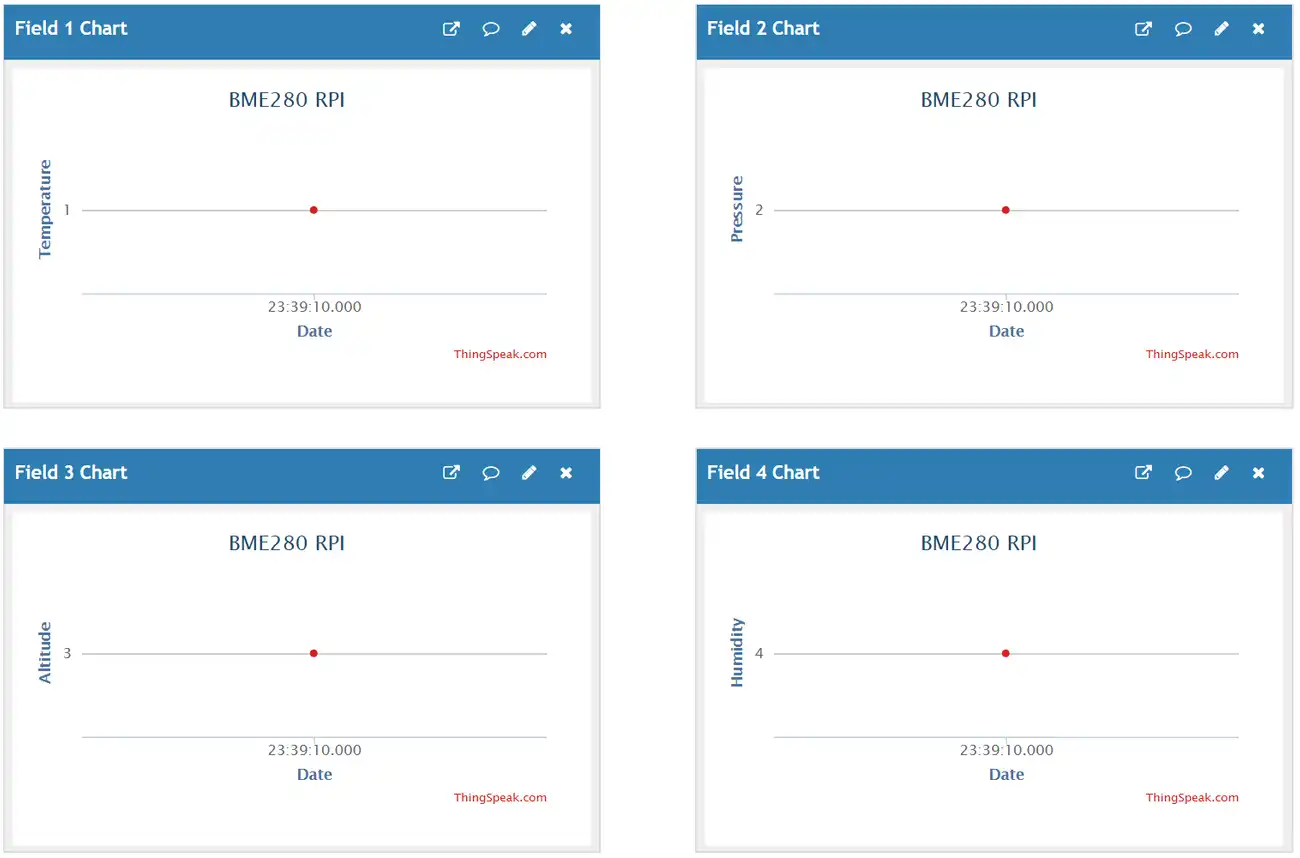 Field 1 Chart
BME280 RPI
Temperature
1
23:39:10.000
Date
ThingSpeak.com
Field 2 Chart
BME280 RPI
Pressure
2
23:39:10.000
Date
ThingSpeak.com
Field 3 Chart
BME280 RPI
Altitude
3
23:39:10.000
Date
ThingSpeak.com
Field 4 Chart
BME280 RPI
Humidity
4
23:39:10.000
Date
ThingSpeak.com